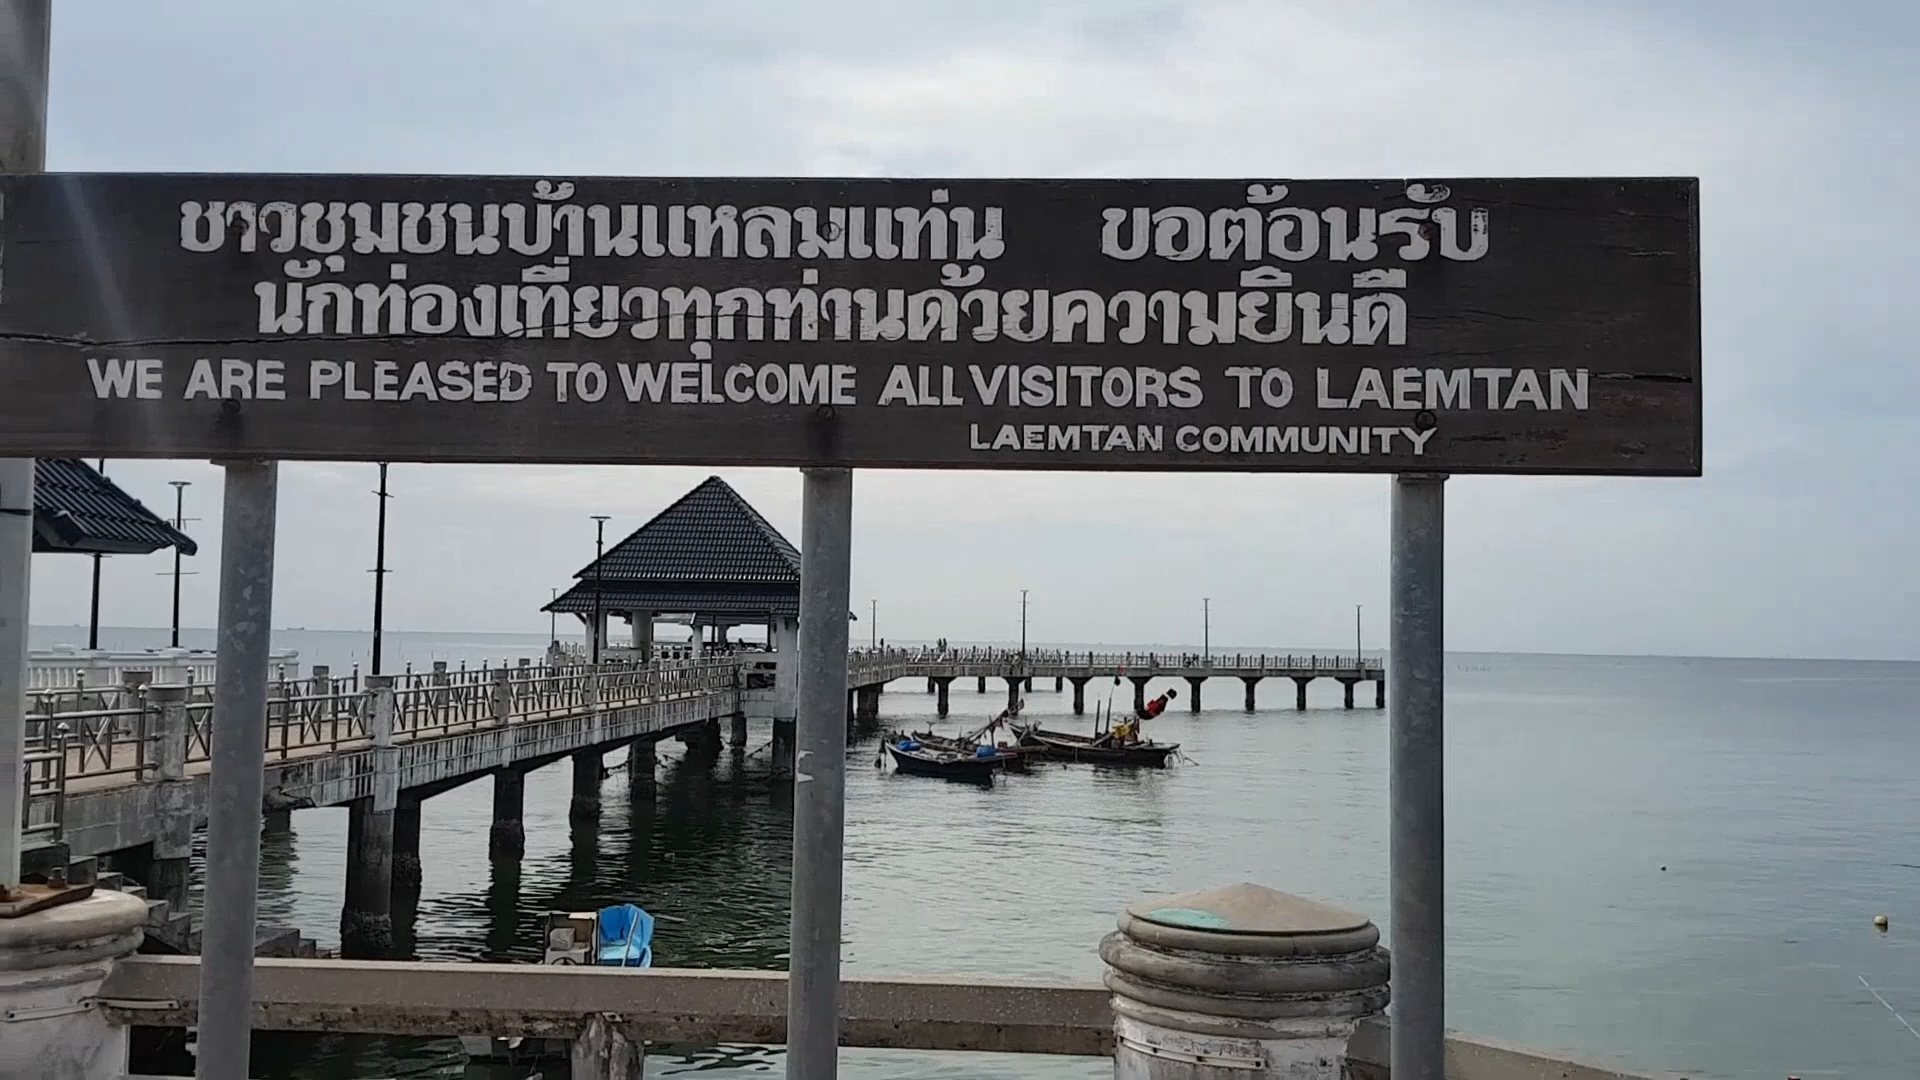 ชาวชุมชนบ้านแหลมแท่น ขอต้อนรับ
นักท่องเที่ยวทุกท่านด้วยความยินดี
WE ARE PLEASED TO WELCOME ALL VISITORS TO LAEMTAN
LAEMTAN COMMUNITY